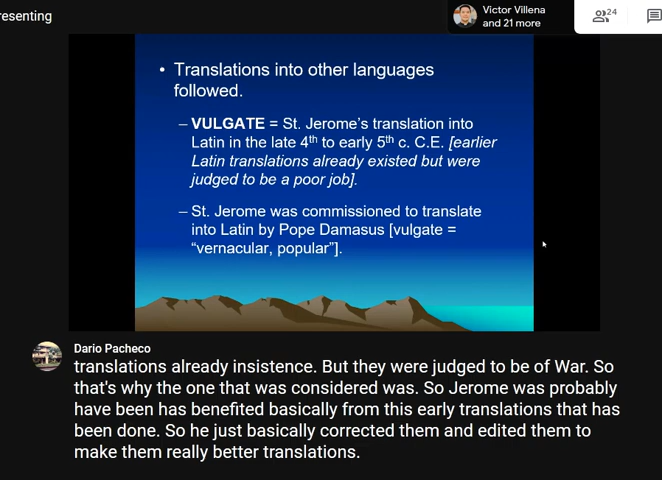 resenting
Victor Villena
and 21 more
24
• Translations into other languages
followed.
– VULGATE = St. Jerome's translation into
Latin in the late 4th to early 5th c. C.E. [earlier
Latin translations already existed but were
judged to be a poor job].
– St. Jerome was commissioned to translate
into Latin by Pope Damasus [vulgate =
"vernacular, popular"].
Dario Pacheco
translations already insistence. But they were judged to be of War. So
that's why the one that was considered was. So Jerome was probably
have been has benefited basically from this early translations that has
been done. So he just basically corrected them and edited them to
make them really better translations.